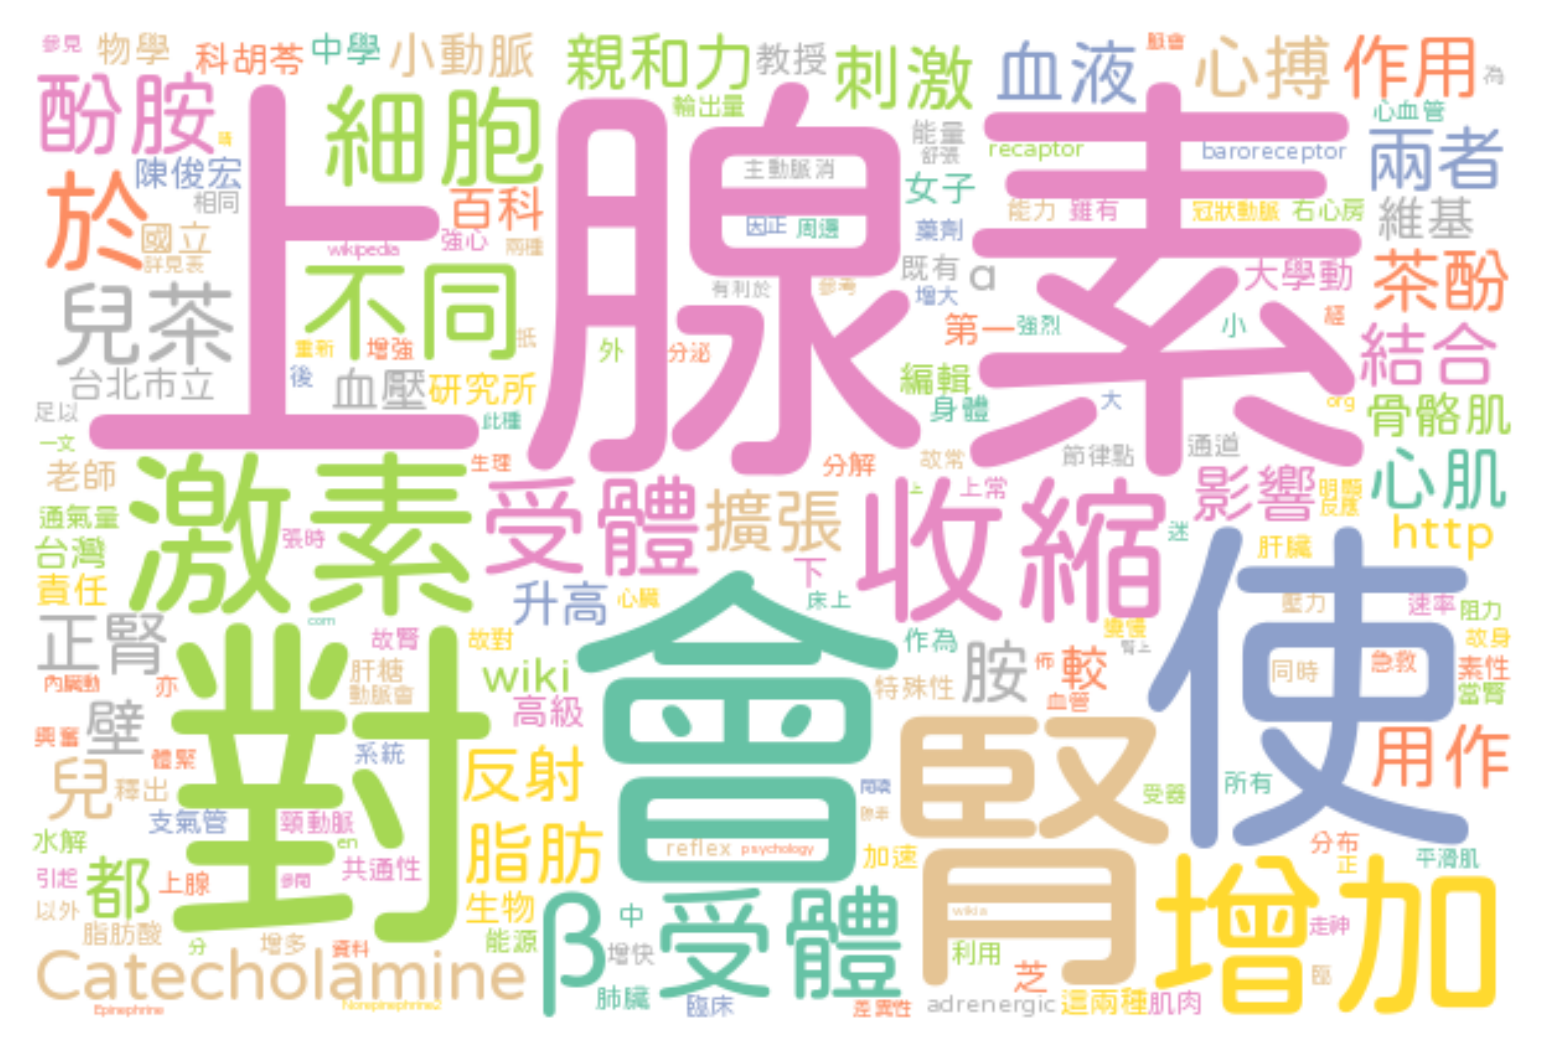 參見
物學
科胡苓
中學
小動脈
親和力
教授
刺激
血液
心搏
作用
為
酚胺
細胞
輸出量
能量
舒張
recaptor
baroreceptor
心血管
兩者
陳俊宏
相同
百科
主動脈消
女子
能力
雖有
冠狀動脈
右心房
維基
於
國立
詳見表
wikipedia
強心
兩種
因正
周邊
藥劑
上
腺素
既有
a
大學動
茶酚
兒茶
不同
有利於
參考
增大
第一
強烈
小
經
重新
增強
抵
外
分泌
結合
台北市立
後
血壓
研究所
編輯
身體
大
org
骨骼肌
足以
此種
一文
老師
生理
分解
故常
節律點
通道
心肌
激素
受體
擴張
收縮
上
上常
影響
明顯
反應
http
通氣量
台灣
張時
迷
肝臟
責任
升高
心臟
下
床上
壓力
速率
阻力
com
正腎
故腎
故對
作為
變慢
腎上
故身
內臟動
亦
肝糖
動脈會
wiki
高級
會
特殊性
胺
佈
較
血管
使
同時
急救
素性
當腎
壁
興奮
體緊
對
系統
反射
腎
用作
兒
釋出
所有
受器
支氣管
頸動脈
en
水解
脂肪
reflex
psychology
加速
分布
正
平滑肌
引起
都
上腺
參閱
共通性
以外
生物
β受體
中
wikia
增加
走神
脂肪酸
分
增多
資料
能源
增快
利用
芝
Catecholamine
Epinephrine
Norepinephrine2
肺臟
臨床
差異性
adrenergic
這兩種
肌肉